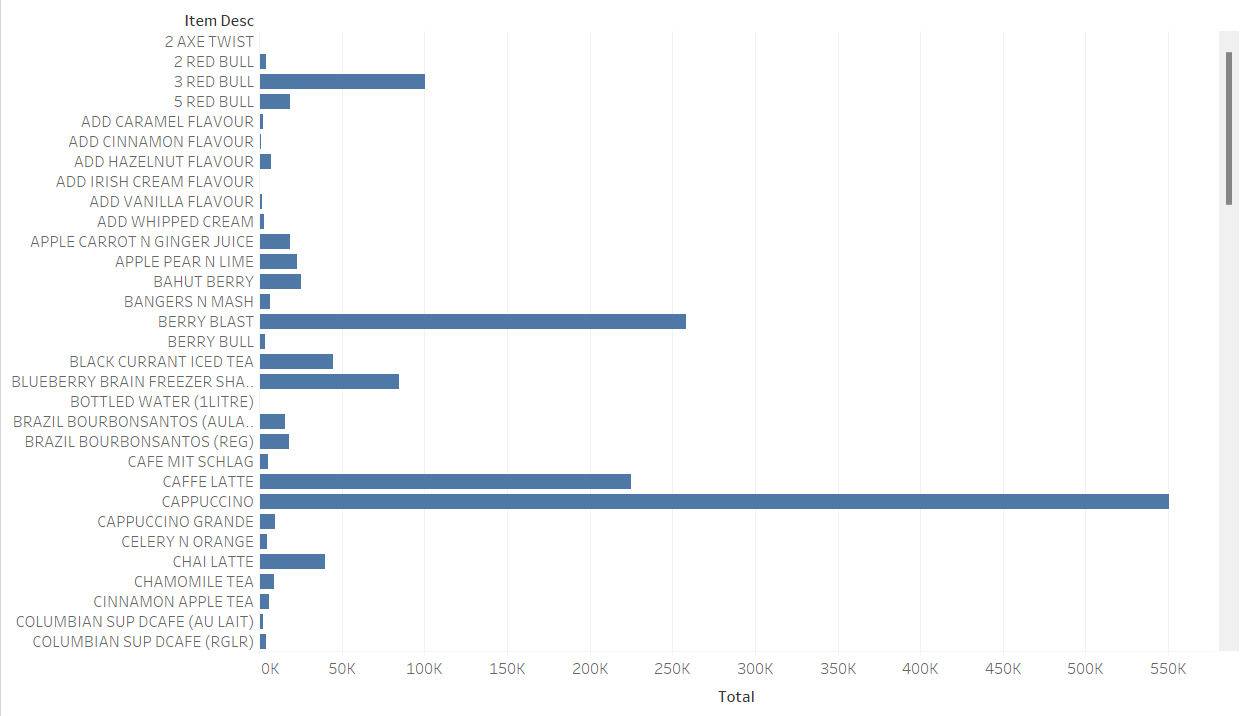 Item Desc
2 AXE TWIST
2 RED BULL
3 RED BULL
5 RED BULL
ADD CARAMEL FLAVOUR
ADD CINNAMON FLAVOUR
ADD HAZELNUT FLAVOUR
ADD IRISH CREAM FLAVOUR
ADD VANILLA FLAVOUR
ADD WHIPPED CREAM
APPLE CARROT N GINGER JUICE
APPLE PEAR N LIME
BAHUT BERRY
BANGERS N MASH
BERRY BLAST
BERRY BULL
BLACK CURRANT ICED TEA
BLUEBERRY BRAIN FREEZER SHA..
BOTTLED WATER (1LITRE)
BRAZIL BOURBONSANTOS (AULA..
BRAZIL BOURBONSANTOS (REG)
CAFE MIT SCHLAG
CAFFE LATTE
CAPPUCCINO
CAPPUCCINO GRANDE
CELERY N ORANGE
CHAI LATTE
CHAMOMILE TEA
CINNAMON APPLE TEA
COLUMBIAN SUP DCAFE (AU LAIT)
COLUMBIAN SUP DCAFE (RGLR)
0K 50K 100K 150K 200K 250K 300K 350K 400K 450K 500K 550K
Total